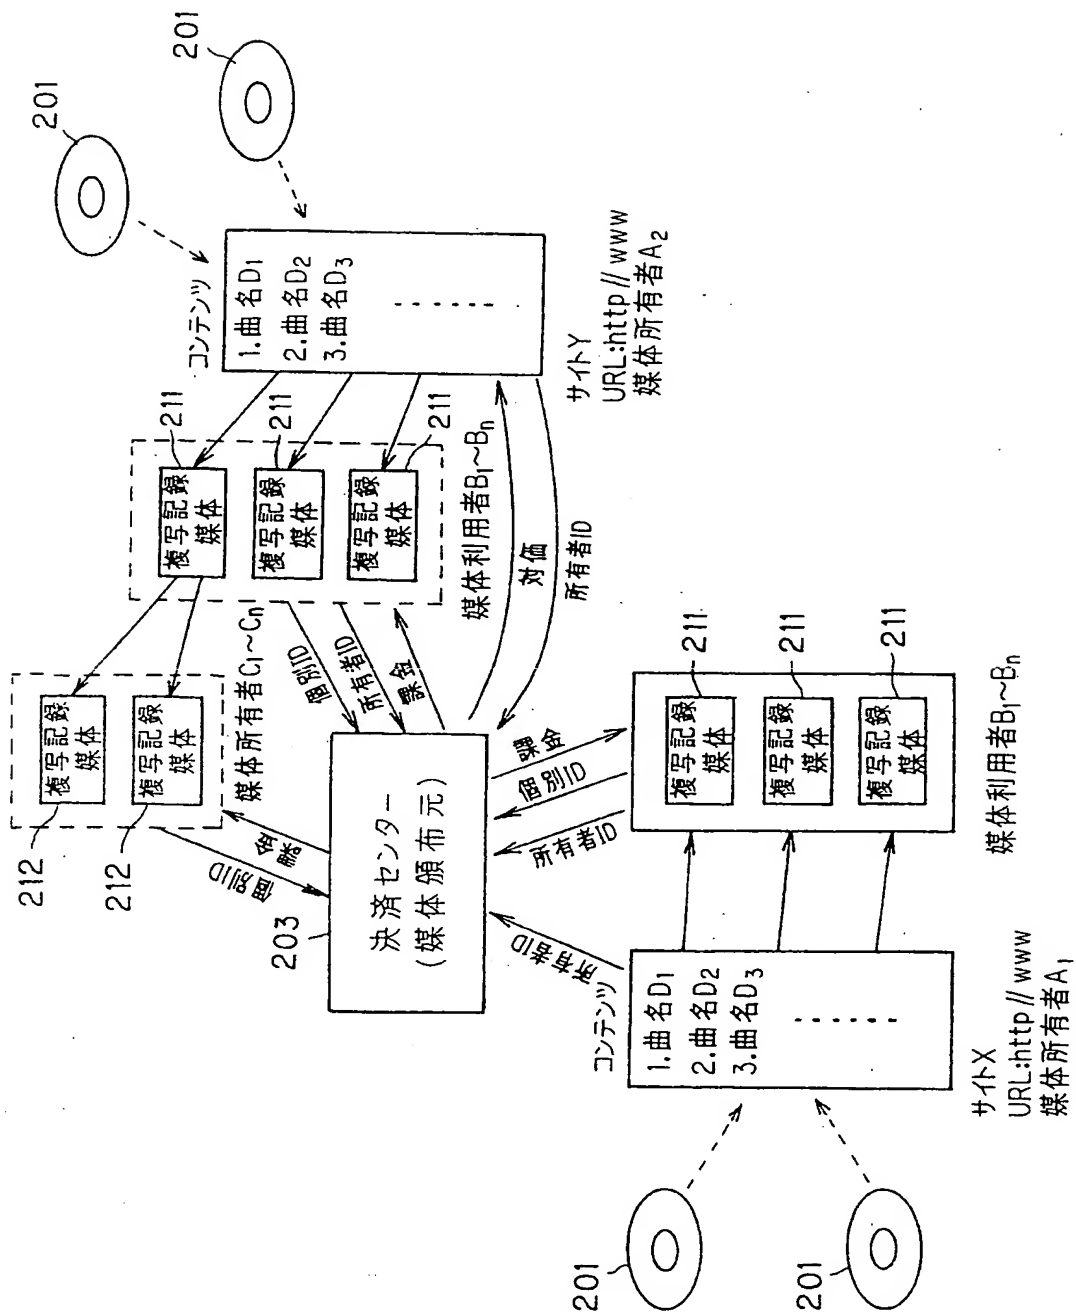 201
201
コンテンツ
1.曲名D1
2.曲名D2
3.曲名D3
・・・・・・
サイトY
URL:http//www
媒体所有者A2
211
複写記録
媒体
211
複写記録
媒体
211
複写記録
媒体
媒体利用者B1~Bn
対価
所有者ID
212
複写記録
媒体
212
複写記録
媒体
媒体所有者C1~Cn
個別ID
所有者ID
課金
個別ID
課金
203
決済センター
(媒体頒布元)
課金
個別ID
所有者ID
所有者ID
211
複写記録
媒体
211
複写記録
媒体
211
複写記録
媒体
媒体利用者B1~Bn
コンテンツ
1.曲名D1
2.曲名D2
3.曲名D3
・・・・・・
サイトX
URL:http//www
媒体所有者A1
201
201